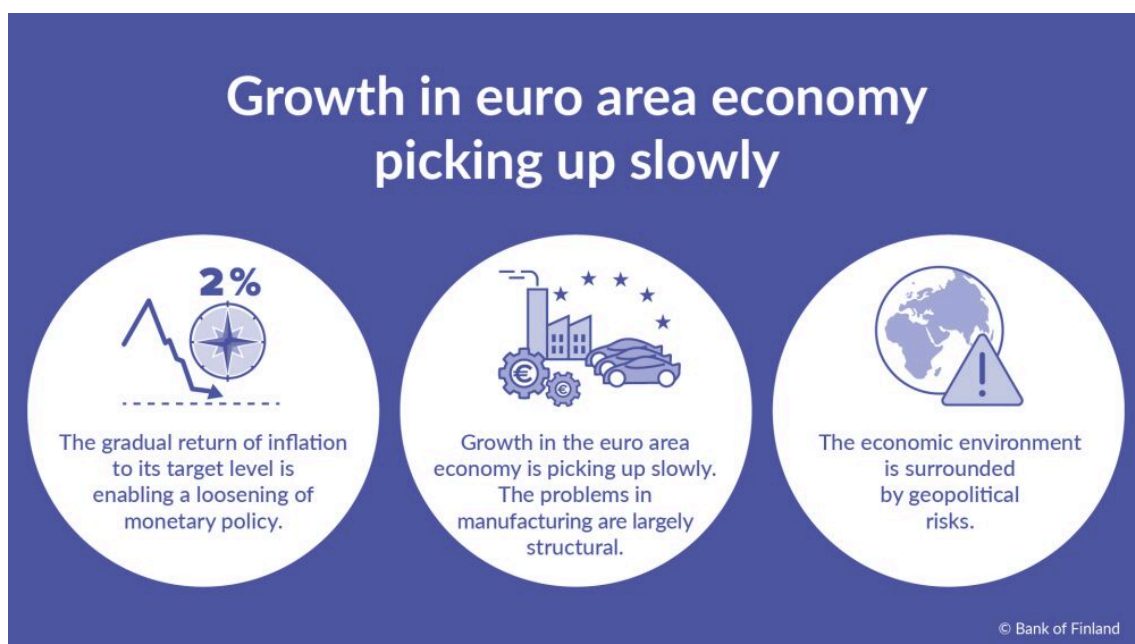 Growth in euro area economy
picking up slowly
2%
The gradual return of inflation
to its target level is
enabling a loosening of
monetary policy.
€
€
Growth in the euro area
economy is picking up slowly.
The problems in
manufacturing are largely
structural.
The economic environment
is surrounded
by geopolitical
risks.
© Bank of Finland